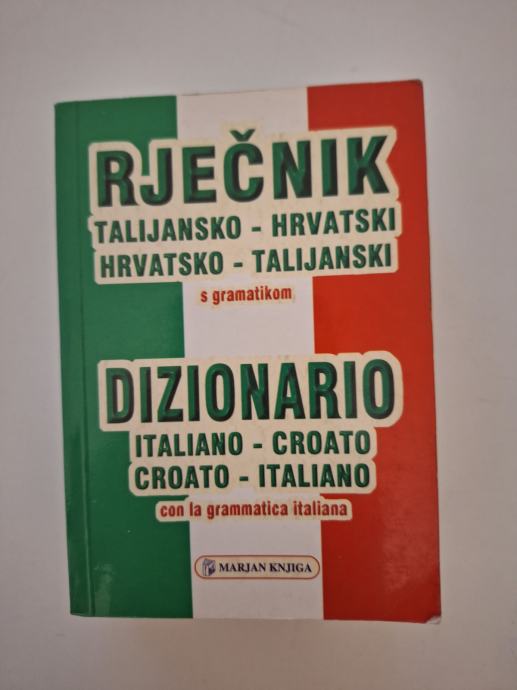 RJEČNIK
TALIJANSKO - HRVATSKI
HRVATSKO - TALIJANSKI
s gramatikom
DIZIONARIO
ITALIANO - CROATO
CROATO - ITALIANO
con la grammatica italiana
MARJAN KNJIGA